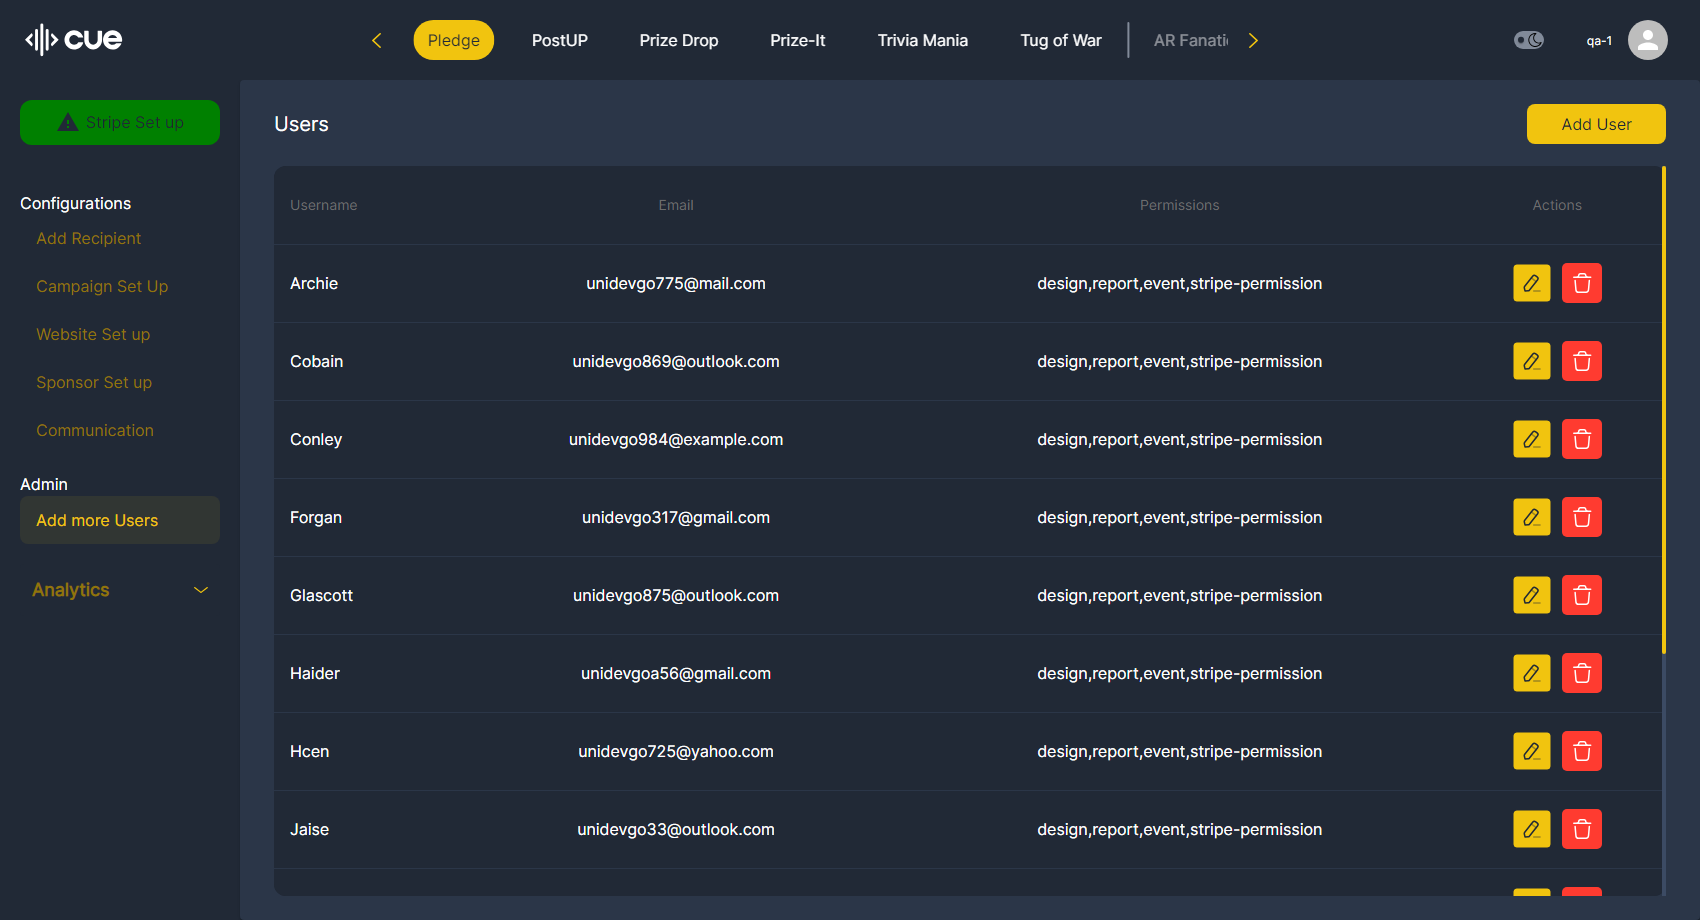 cue
Pledge PostUP Prize Drop Prize-It Trivia Mania Tug of War AR Fanati qa-1
Stripe Set up
Configurations
Add Recipient
Campaign Set Up
Website Set up
Sponsor Set up
Communication
Admin
Add more Users
Analytics
Users Add User
Username Email Permissions Actions
Archie unidevgo775@mail.com design,report,event,stripe-permission
Cobain unidevgo869@outlook.com design,report,event,stripe-permission
Conley unidevgo984@example.com design,report,event,stripe-permission
Forgan unidevgo317@gmail.com design,report,event,stripe-permission
Glascott unidevgo875@outlook.com design,report,event,stripe-permission
Haider unidevgoa56@gmail.com design,report,event,stripe-permission
Hcen unidevgo725@yahoo.com design,report,event,stripe-permission
Jaise unidevgo33@outlook.com design,report,event,stripe-permission